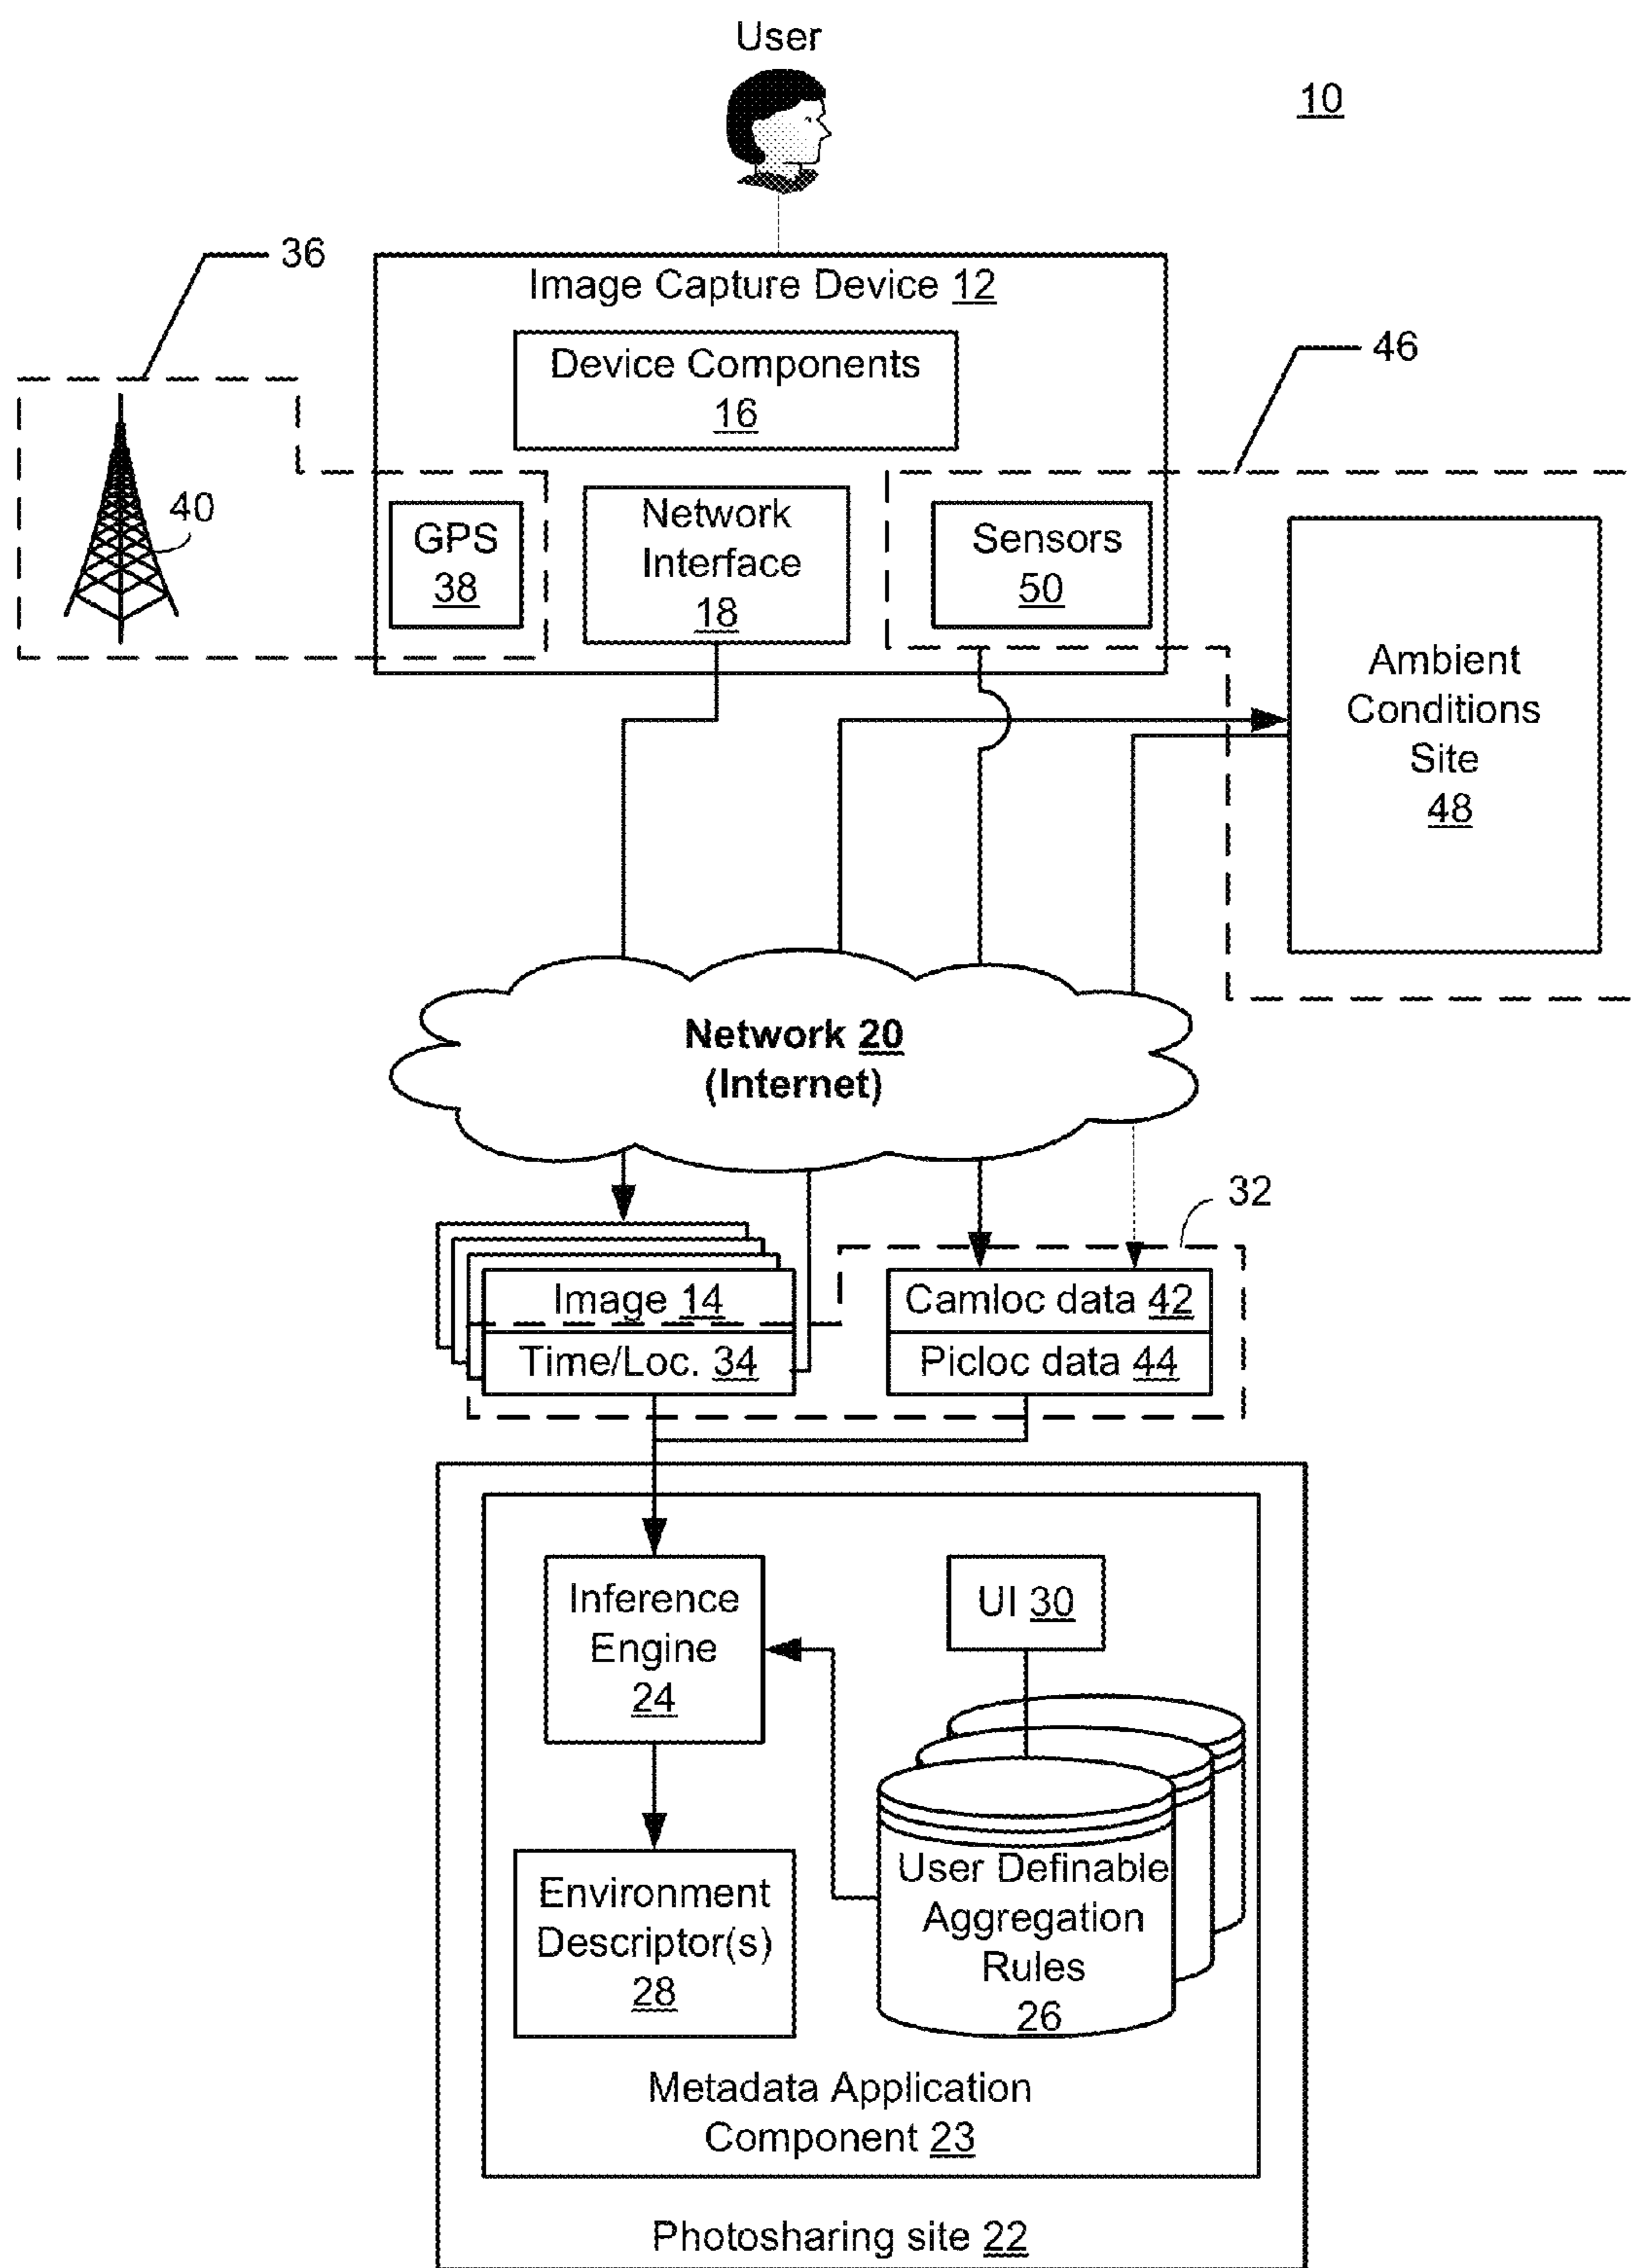 User
10
36
Image Capture Device 12
46
Device Components
16
40
GPS
38
Network
Interface
18
Sensors
50
Ambient
Conditions
Site
48
Network 20
(Internet)
32
Image 14
Time/Loc. 34
Camloc data 42
Picloc data 44
Inference
Engine
24
UI 30
Environment
Descriptor(s)
28
User Definable
Aggregation
Rules
26
Metadata Application
Component 23
Photosharing site 22